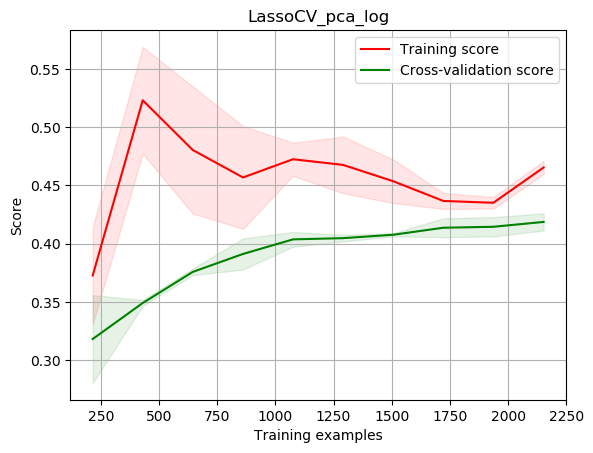 LassoCV_pca_log
Training score
Cross-validation score
Score
0.55
0.50
0.45
0.40
0.35
0.30
250 500 750 1000 1250 1500 1750 2000 2250
Training examples